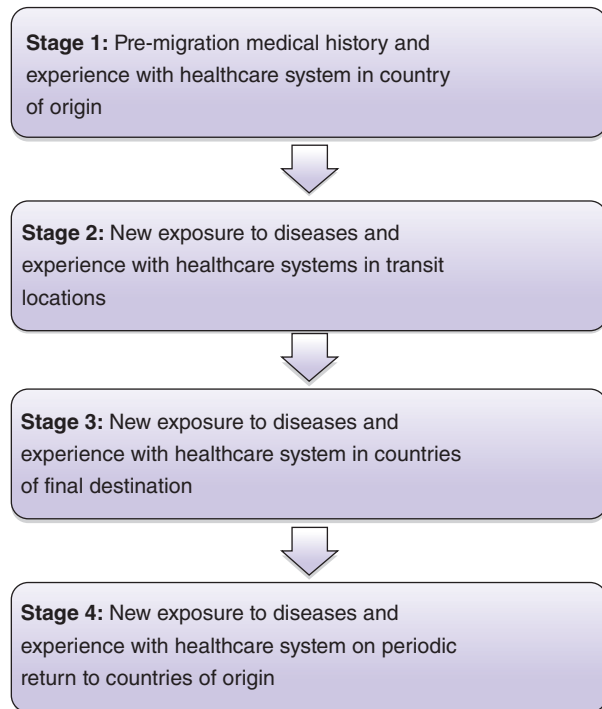 Stage 1: Pre-migration medical history and
experience with healthcare system in country
of origin
Stage 2: New exposure to diseases and
experience with healthcare systems in transit
locations
Stage 3: New exposure to diseases and
experience with healthcare system in countries
of final destination
Stage 4: New exposure to diseases and
experience with healthcare system on periodic
return to countries of origin